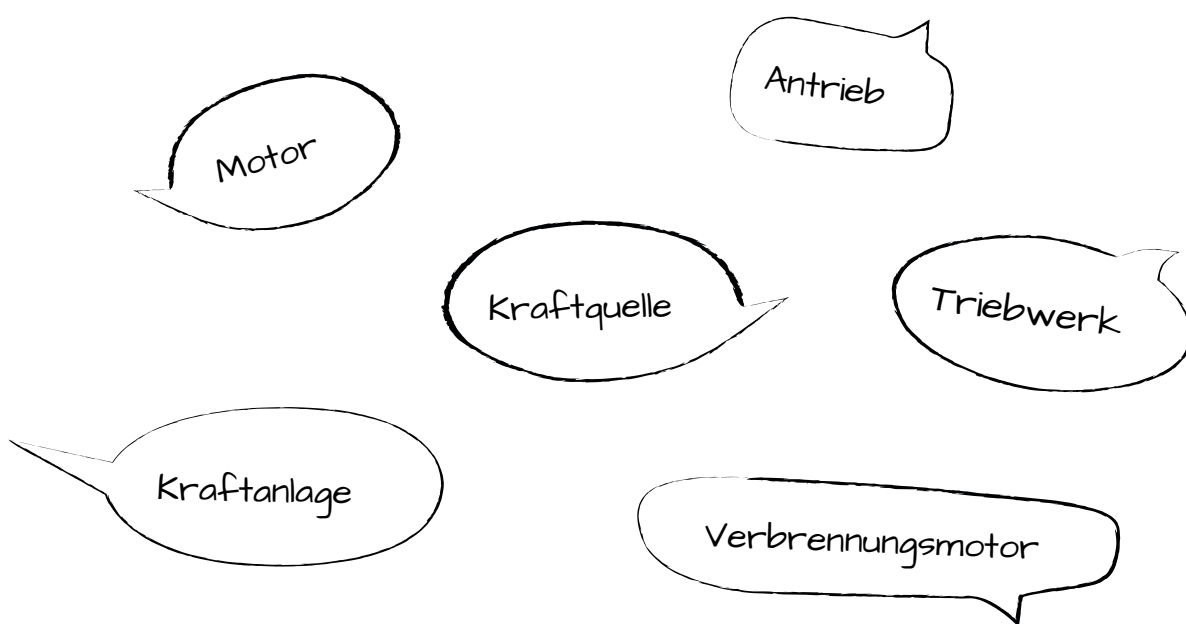 Antrieb
Motor
Kraftquelle
Triebwerk
Kraftanlage
Verbrennungsmotor